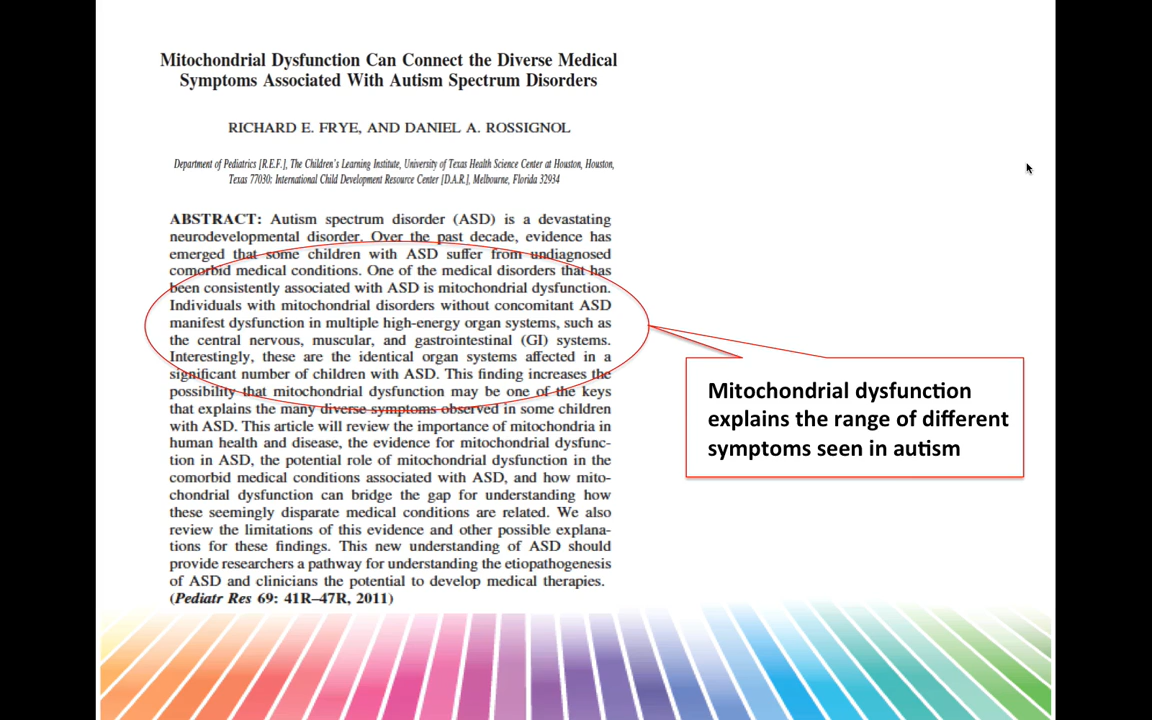 Mitochondrial Dysfunction Can Connect the Diverse Medical
Symptoms Associated With Autism Spectrum Disorders
RICHARD E. FRYE, AND DANIEL A. ROSSIGNOL
Department of Pediatrics [R.E.F.], The Children's Learning Institute, University of Texas Health Science Center at Houston, Houston,
Texas 77030; International Child Development Resource Center [D.A.R.], Melbourne, Florida 32934
ABSTRACT: Autism spectrum disorder (ASD) is a devastating
neurodevelopmental disorder. Over the past decade, evidence has
emerged that some children with ASD suffer from undiagnosed
comorbid medical conditions. One of the medical disorders that has
been consistently associated with ASD is mitochondrial dysfunction.
Individuals with mitochondrial disorders without concomitant ASD
manifest dysfunction in multiple high-energy organ systems, such as
the central nervous, muscular, and gastrointestinal (GI) systems.
Interestingly, these are the identical organ systems affected in a
significant number of children with ASD. This finding increases the
possibility that mitochondrial dysfunction may be one of the keys
that explains the many diverse symptoms observed in some children
with ASD. This article will review the importance of mitochondria in
human health and disease, the evidence for mitochondrial dysfunc-
tion in ASD, the potential role of mitochondrial dysfunction in the
comorbid medical conditions associated with ASD, and how mito-
chondrial dysfunction can bridge the gap for understanding how
these seemingly disparate medical conditions are related. We also
review the limitations of this evidence and other possible explana-
tions for these findings. This new understanding of ASD should
provide researchers a pathway for understanding the etiopathogenesis
of ASD and clinicians the potential to develop medical therapies.
(Pediatr Res 69: 41R–47R, 2011)
Mitochondrial dysfunction
explains the range of different
symptoms seen in autism